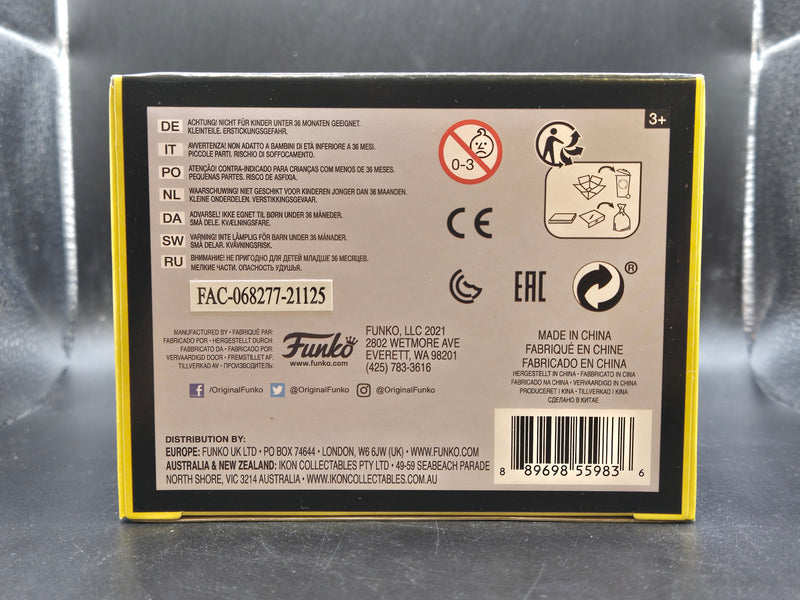 3+
DE ACHTUNG! NICHT FÜR KINDER UNTER 36 MONATEN GEEIGNET.
KLEINTEILE. ERSTICKUNGSGEFAHR.
IT AVVERTENZA! NON ADATTO A BAMBINI DI ETÀ INFERIORE A 36 MESI.
PICCOLE PARTI. RISCHIO DI SOFFOCAMENTO.
PO ATENÇÃO! CONTRA-INDICADO PARA CRIANÇAS COM MENOS DE 36 MESES.
PEQUENAS PARTES. RISCO DE ASFIXIA.
NL WAARSCHUWING! NIET GESCHIKT VOOR KINDEREN JONGER DAN 36 MAANDEN.
KLEINE ONDERDELEN. VERSTIKKINGSGEVAAR.
DA ADVARSEL! IKKE EGNET TIL BØRN UNDER 36 MÅNEDER.
SMÅ DELE. KVÆLNINGSFARE.
SW VARNING! INTE LÄMPLIG FÖR BARN UNDER 36 MÅNADER.
SMÅ DELAR. KVÄVNINGSRISK.
RU ВНИМАНИЕ! НЕ ПРИГОДНО ДЛЯ ДЕТЕЙ МЛАДШЕ 36 МЕСЯЦЕВ.
МЕЛКИЕ ЧАСТИ. ОПАСНОСТЬ УДУШЬЯ.
0-3
CE
EAC
®
FAC-068277-21125
MANUFACTURED BY • FABRIQUÉ PAR:
FABRICADO POR • HERGESTELLT DURCH:
FABBRICATO DA • FABRICADO POR:
VERVAARDIGD DOOR • FREMSTILLET AF:
TILLVERKAD AV • ПРОИЗВОДИТЕЛЬ:
Funko
www.funko.com
FUNKO, LLC 2021
2802 WETMORE AVE
EVERETT, WA 98201
(425) 783-3616
/OriginalFunko @OriginalFunko @OriginalFunko
MADE IN CHINA
FABRIQUÉ EN CHINE
FABRICADO EN CHINA
HERGESTELLT IN CHINA • FABBRICATO IN CINA
FABRICADO NA CHINA • VERVAARDIGD IN CHINA
PRODUCERET I KINA • TILLVERKAD I KINA
СДЕЛАНО В КИТАЕ
DISTRIBUTION BY:
EUROPE: FUNKO UK LTD • PO BOX 74644 • LONDON, W6 6JW (UK) • WWW.FUNKO.COM
AUSTRALIA & NEW ZEALAND: IKON COLLECTABLES PTY LTD • 49-59 SEABEACH PARADE
NORTH SHORE, VIC 3214 AUSTRALIA • WWW.IKONCOLLECTABLES.COM.AU
8 89698 55983 6